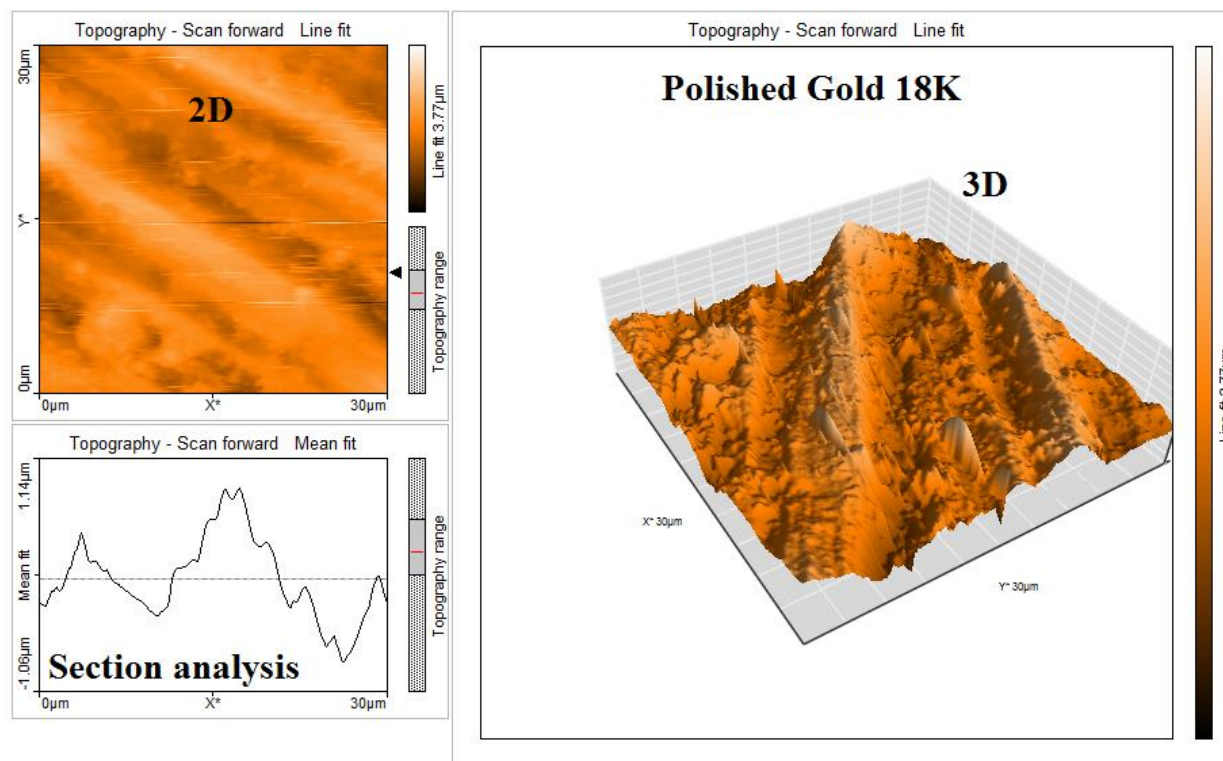 Topography - Scan forward Line fit
30µm
2D
Y*
0µm
0µm X* 30µm
Line fit 3.77µm
Topography range
Topography - Scan forward Mean fit
1.14µm
Mean fit
-1.06µm
Section analysis
0µm X* 30µm
Topography range
Topography - Scan forward Line fit
Polished Gold 18K
3D
X* 30µm
Y* 30µm